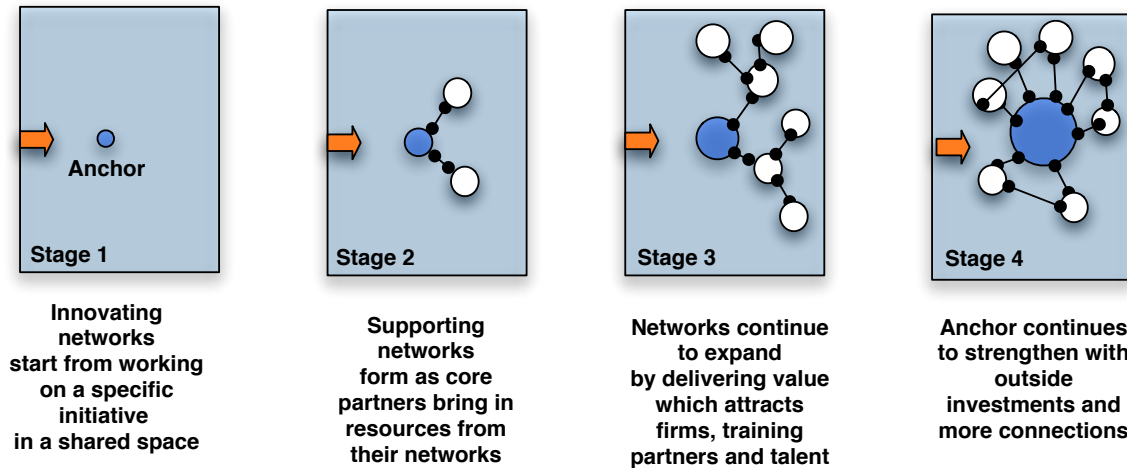 Anchor
Stage 1
Innovating
networks
start from working
on a specific
initiative
in a shared space
Stage 2
Supporting
networks
form as core
partners bring in
resources from
their networks
Stage 3
Networks continue
to expand
by delivering value
which attracts
firms, training
partners and talent
Stage 4
Anchor continues
to strengthen with
outside
investments and
more connections